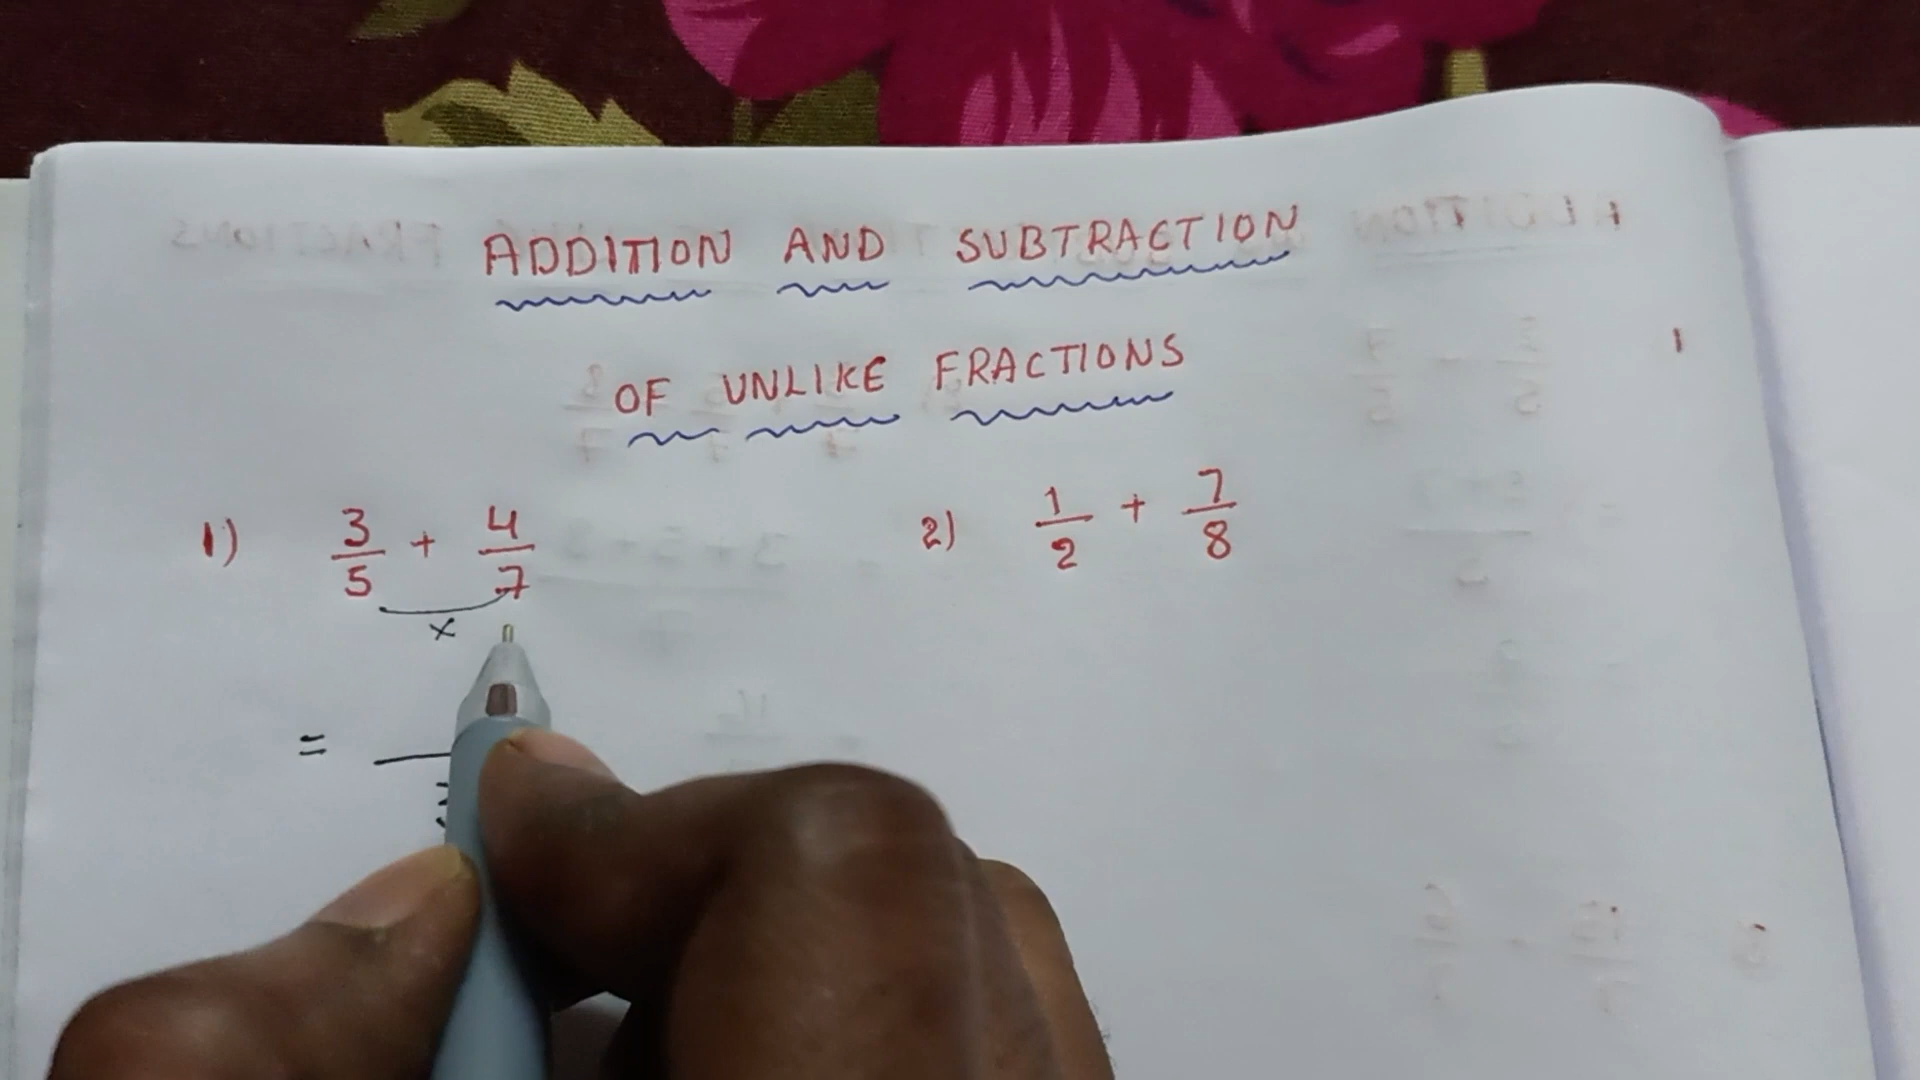 ADDITION AND SUBTRACTION
OF UNLIKE FRACTIONS
1) 3/5 + 4/7
×
=
2) 1/2 + 7/8